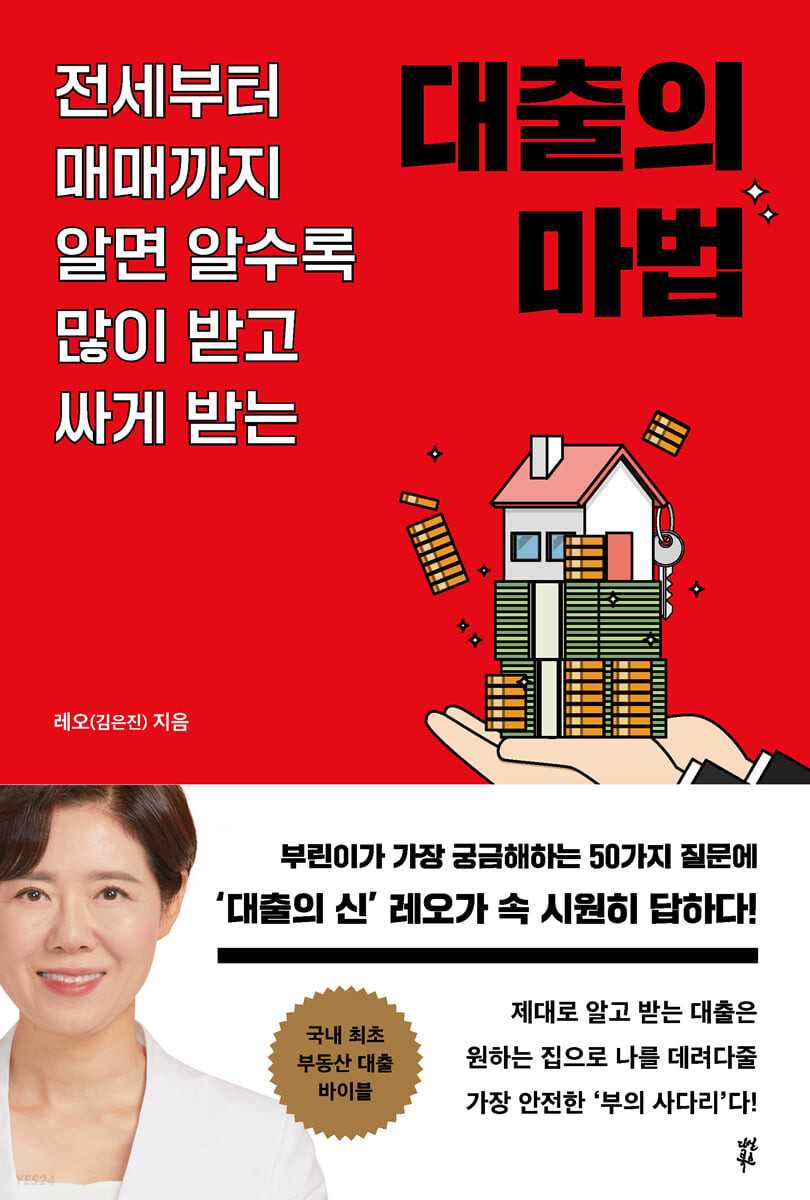 전세부터
매매까지
알면 알수록
많이 받고
싸게 받는
대출의
마법
레오(김은진) 지음
부린이가 가장 궁금해하는 50가지 질문에
‘대출의 신’ 레오가 속 시원히 답하다!
국내 최초
부동산 대출
바이블
제대로 알고 받는 대출은
원하는 집으로 나를 데려다줄
가장 안전한 ‘부의 사다리’다!
다산
북스
YES24